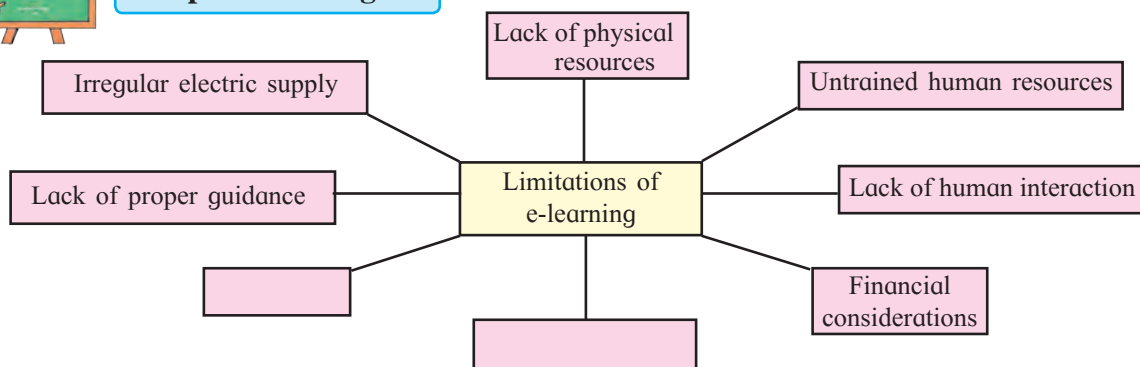 Lack of physical
resources
Irregular electric supply
Untrained human resources
Limitations of
e-learning
Lack of proper guidance
Lack of human interaction
Financial
considerations